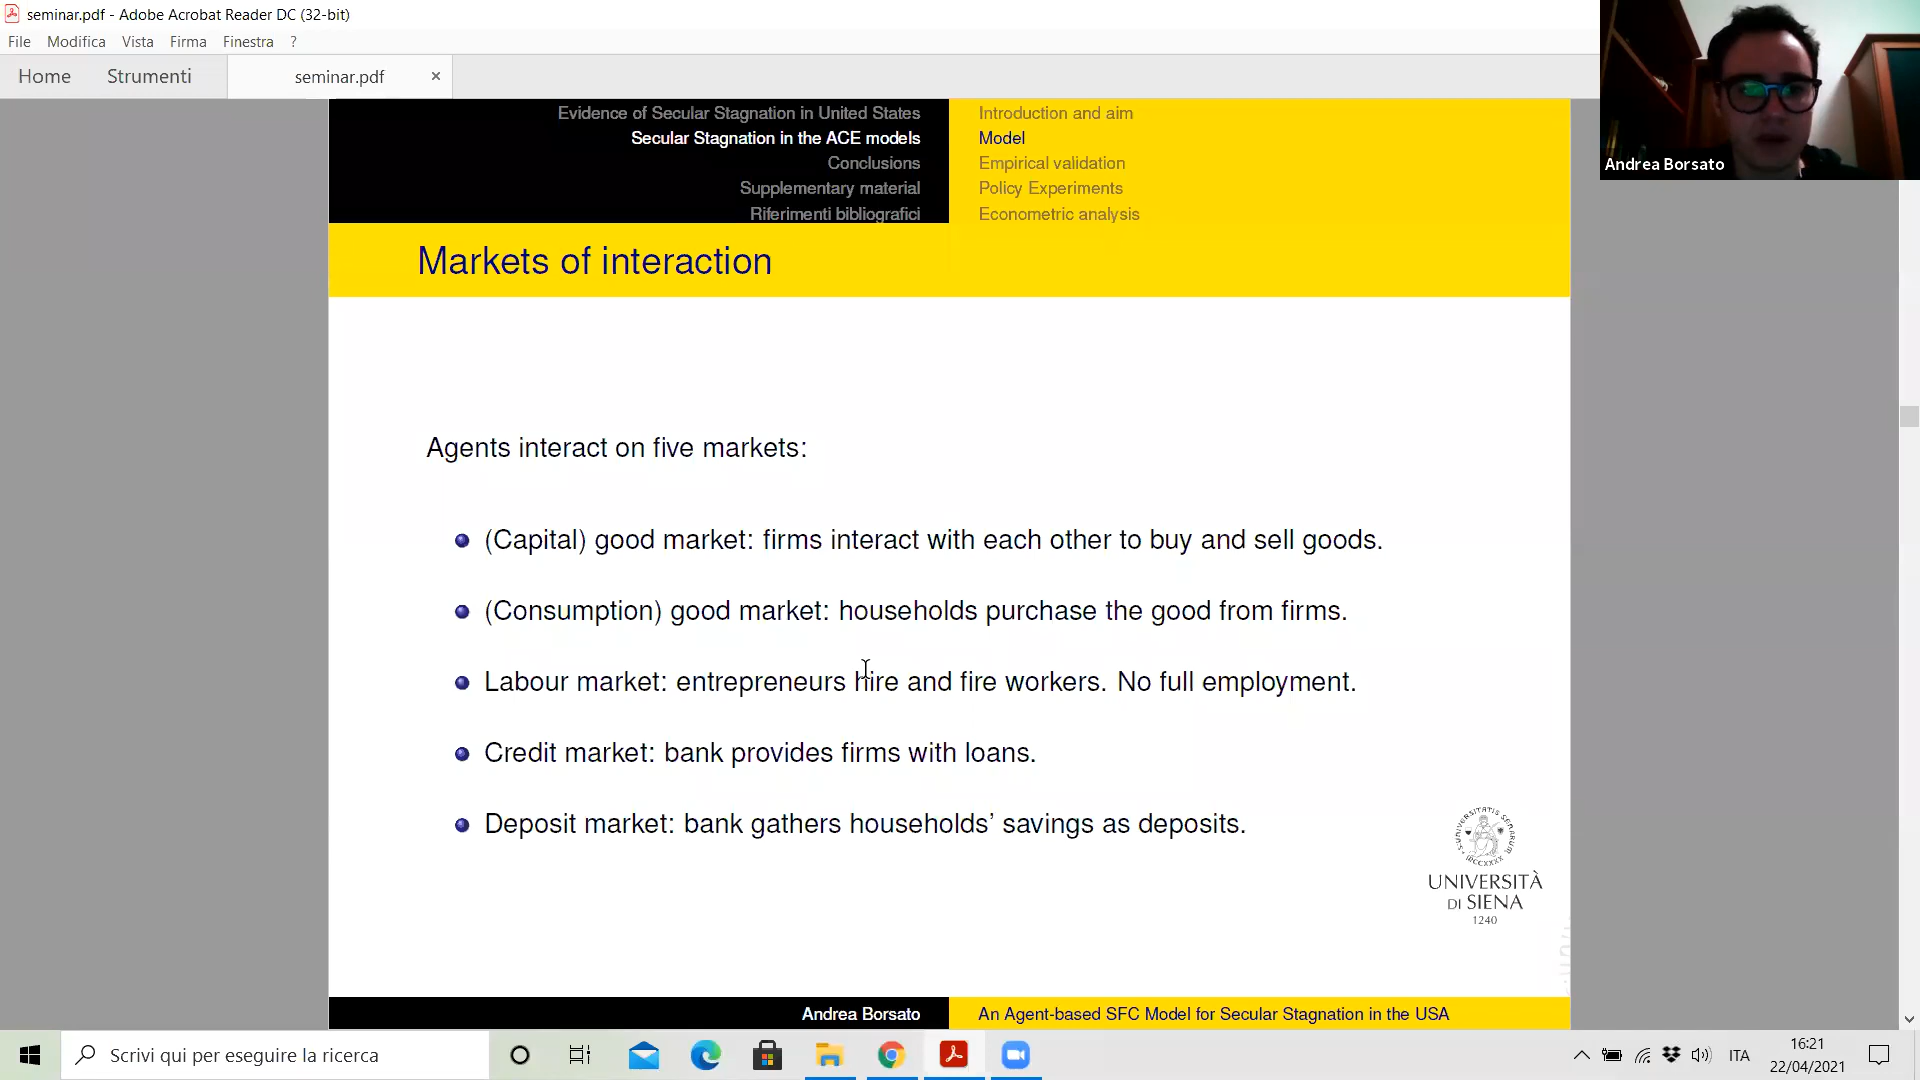 seminar.pdf - Adobe Acrobat Reader DC (32-bit)
File Modifica Vista Firma Finestra ?
Home Strumenti seminar.pdf ×
Andrea Borsato
Evidence of Secular Stagnation in United States
Secular Stagnation in the ACE models
Conclusions
Supplementary material
Riferimenti bibliografici
Introduction and aim
Model
Empirical validation
Policy Experiments
Econometric analysis
Markets of interaction
Agents interact on five markets:
(Capital) good market: firms interact with each other to buy and sell goods.
(Consumption) good market: households purchase the good from firms.
Labour market: entrepreneurs hire and fire workers. No full employment.
Credit market: bank provides firms with loans.
Deposit market: bank gathers households' savings as deposits.
UNIVERSITÀ
DI SIENA
1240
Andrea Borsato An Agent-based SFC Model for Secular Stagnation in the USA
Scrivi qui per eseguire la ricerca
ITA
16:21
22/04/2021